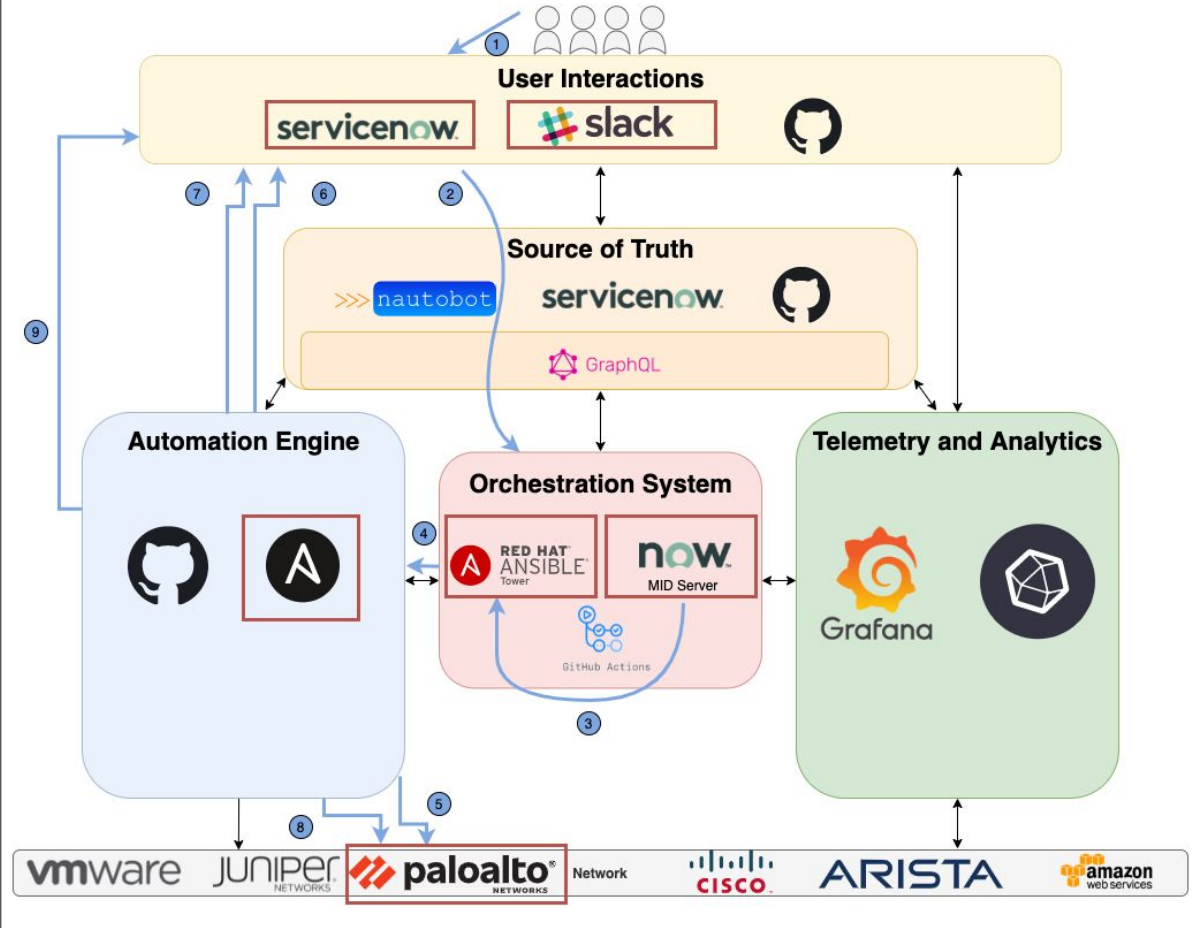 1
User Interactions
servicenow.
slack
7
6
2
Source of Truth
>>> nautobot
servicenow.
9
GraphQL
Automation Engine
Telemetry and Analytics
Orchestration System
4
RED HAT®
ANSIBLE®
Tower
now™
MID Server
Grafana
GitHub Actions
3
5
8
vmware
JUNIPER
NETWORKS
paloalto®
NETWORKS
Network
CISCO
ARISTA
amazon
web services